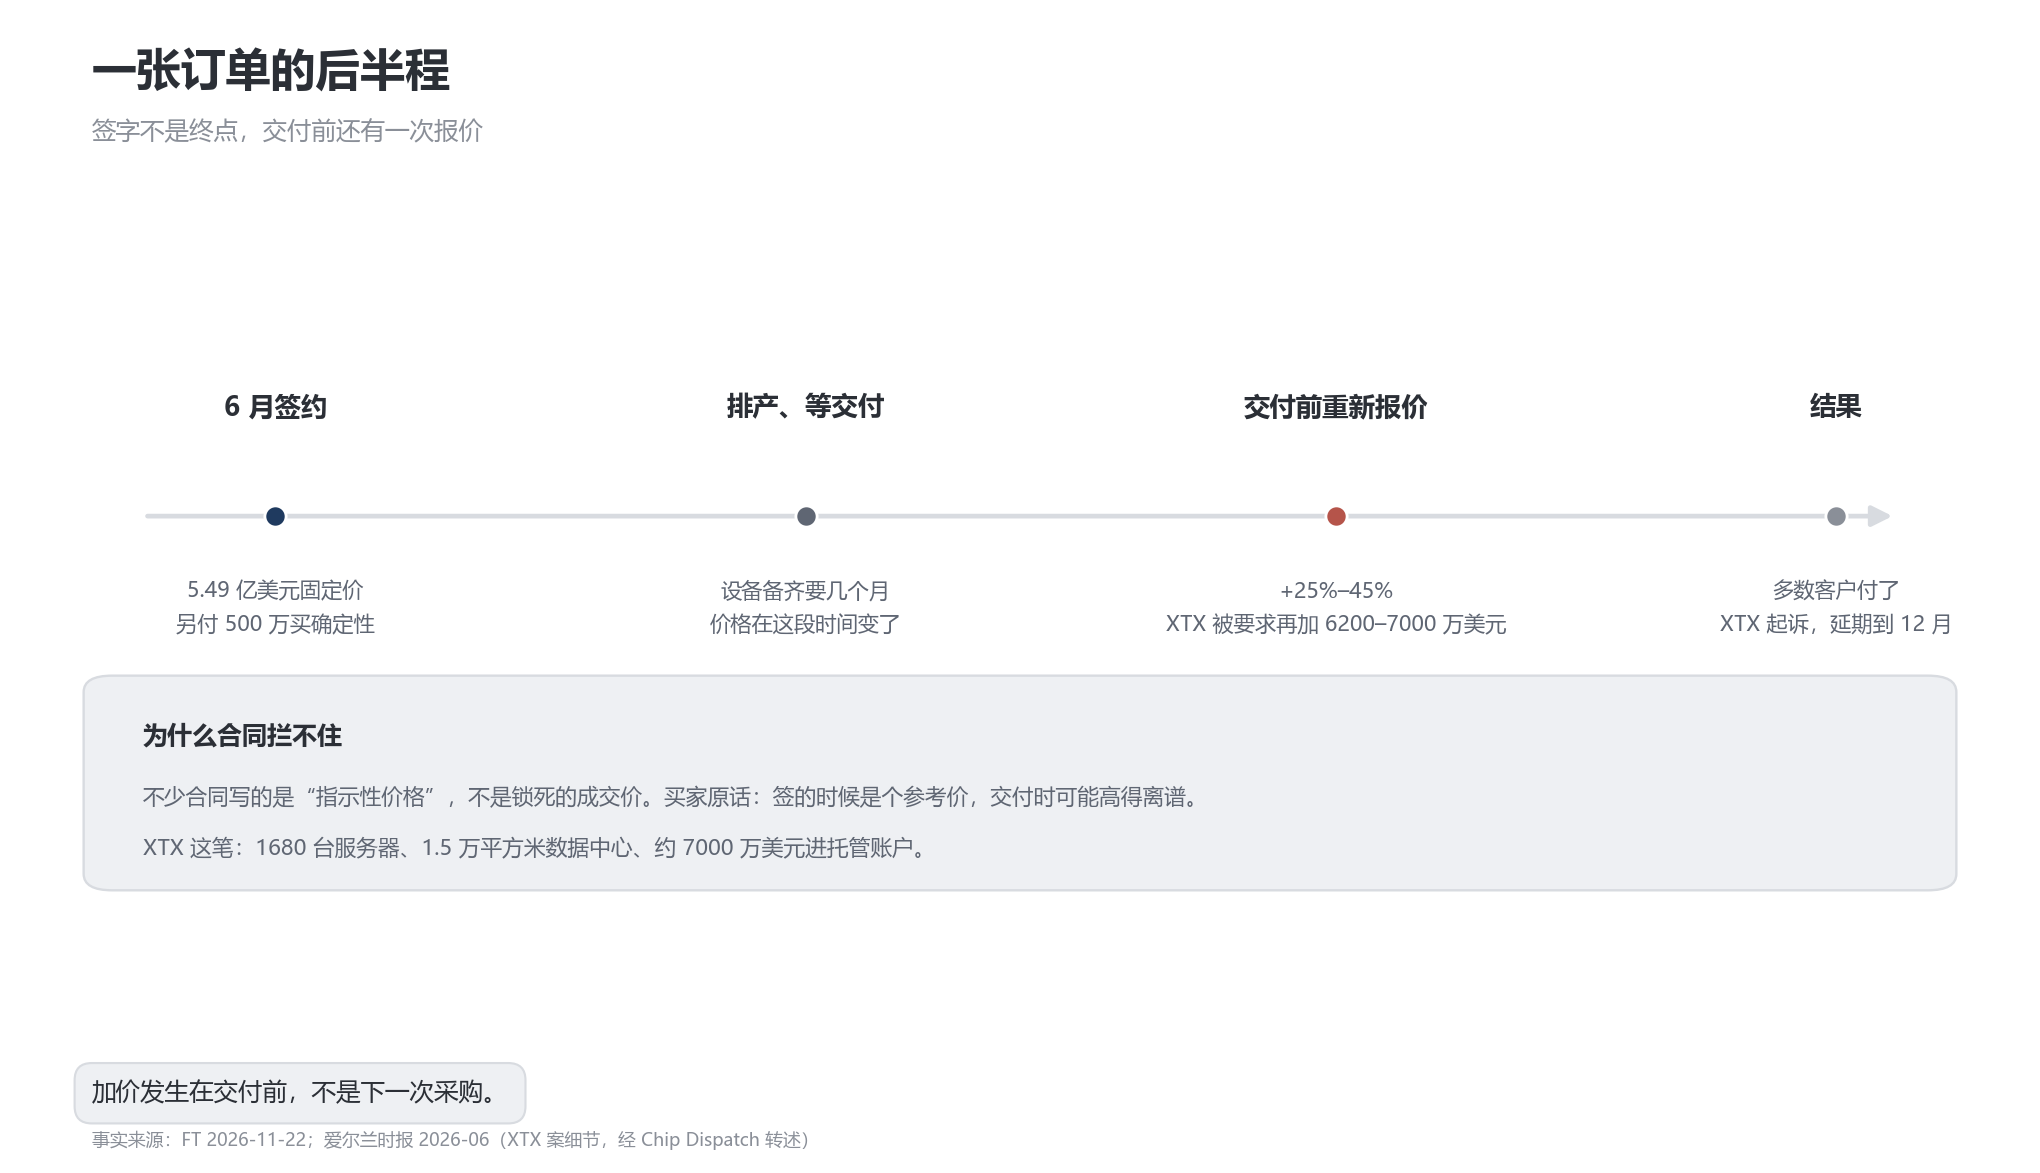 一张订单的后半程
签字不是终点，交付前还有一次报价
6 月签约
排产、等交付
交付前重新报价
结果
5.49 亿美元固定价
另付 500 万买确定性
设备备齐要几个月
价格在这段时间变了
+25%–45%
XTX 被要求再加 6200–7000 万美元
多数客户付了
XTX 起诉，延期到 12 月
为什么合同拦不住
不少合同写的是“指示性价格”，不是锁死的成交价。买家原话：签的时候是个参考价，交付时可能高得离谱。
XTX 这笔：1680 台服务器、1.5 万平方米数据中心、约 7000 万美元进托管账户。
加价发生在交付前，不是下一次采购。
事实来源：FT 2026-11-22；爱尔兰时报 2026-06（XTX 案细节，经 Chip Dispatch 转述）